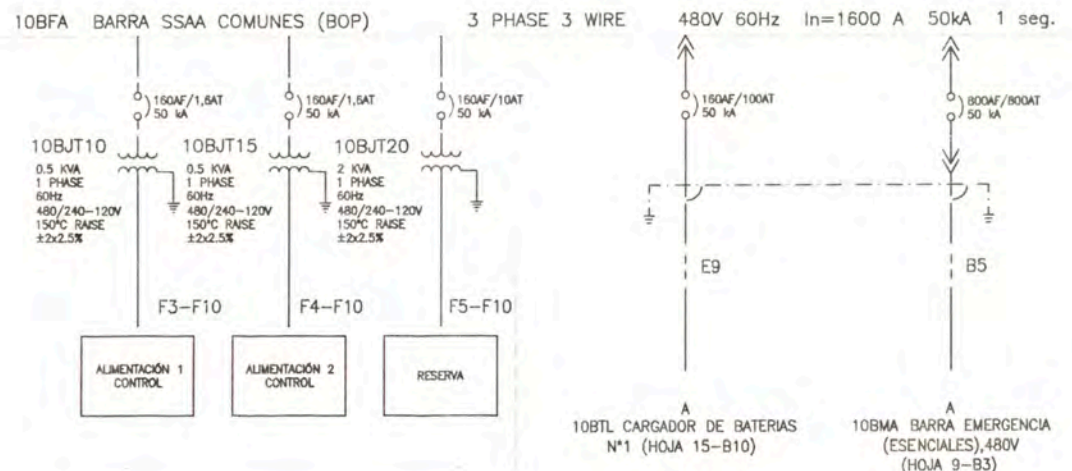 10BFA BARRA SSAA COMUNES (BOP) 3 PHASE 3 WIRE 480V 60Hz In=1600 A 50kA 1 seg.
160AF/1,6AT
50 kA
160AF/1,6AT
50 kA
160AF/10AT
50 kA
160AF/100AT
50 kA
800AF/800AT
50 kA
10BJT10
0.5 KVA
1 PHASE
60Hz
480/240-120V
150°C RAISE
±2x2.5%
10BJT15
0.5 KVA
1 PHASE
60Hz
480/240-120V
150°C RAISE
±2x2.5%
10BJT20
2 KVA
1 PHASE
60Hz
480/240-120V
150°C RAISE
±2x2.5%
E9
B5
F3-F10
F4-F10
F5-F10
ALIMENTACIÓN 1
CONTROL
ALIMENTACIÓN 2
CONTROL
RESERVA
A
10BTL CARGADOR DE BATERIAS
N°1 (HOJA 15-B10)
A
10BMA BARRA EMERGENCIA
(ESENCIALES),480V
(HOJA 9-B3)